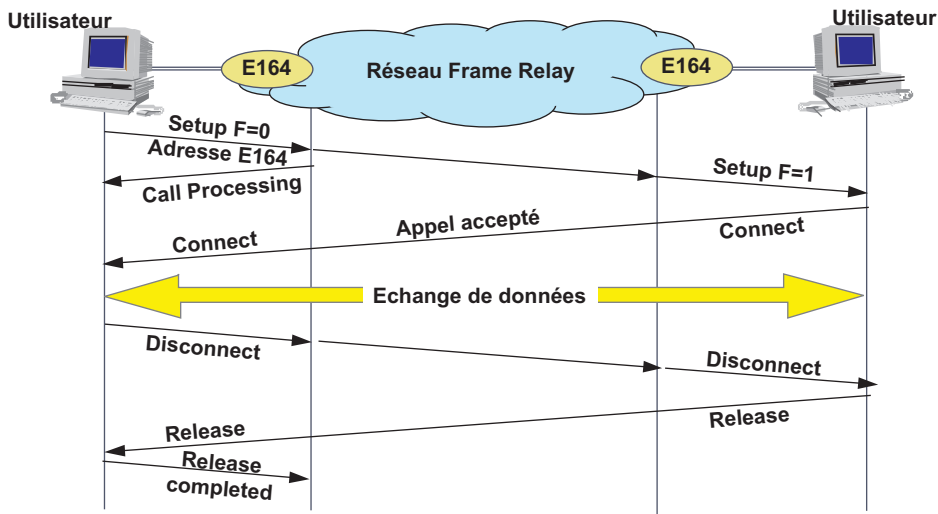 Utilisateur
Utilisateur
E164
Réseau Frame Relay
E164
Setup F=0
Adresse E164
Call Processing
Setup F=1
Appel accepté
Connect
Connect
Echange de données
Disconnect
Disconnect
Release
Release
Release
completed